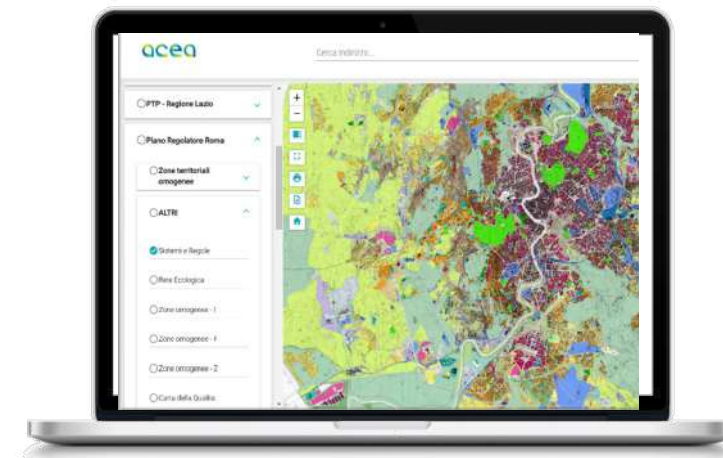 acea
Cerca indirizzo...
PTP - Regione Lazio
Piano Regolatore Roma
Zone territoriali
omogenee
ALTRI
Sistemi e Regole
Rete Ecologica
Zone omogenee - I
Zone omogenee - F
Zone omogenee - Z
Carta della Qualità